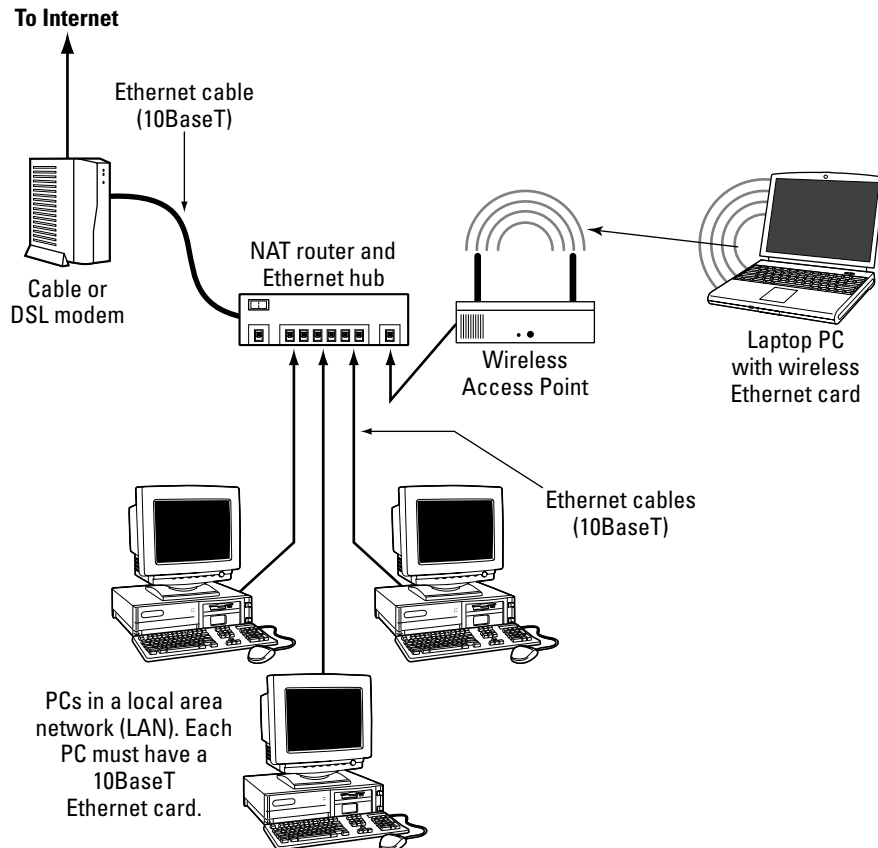 To Internet
Ethernet cable
(10BaseT)
NAT router and
Ethernet hub
Cable or
DSL modem
Wireless
Access Point
Laptop PC
with wireless
Ethernet card
Ethernet cables
(10BaseT)
PCs in a local area
network (LAN). Each
PC must have a
10BaseT
Ethernet card.